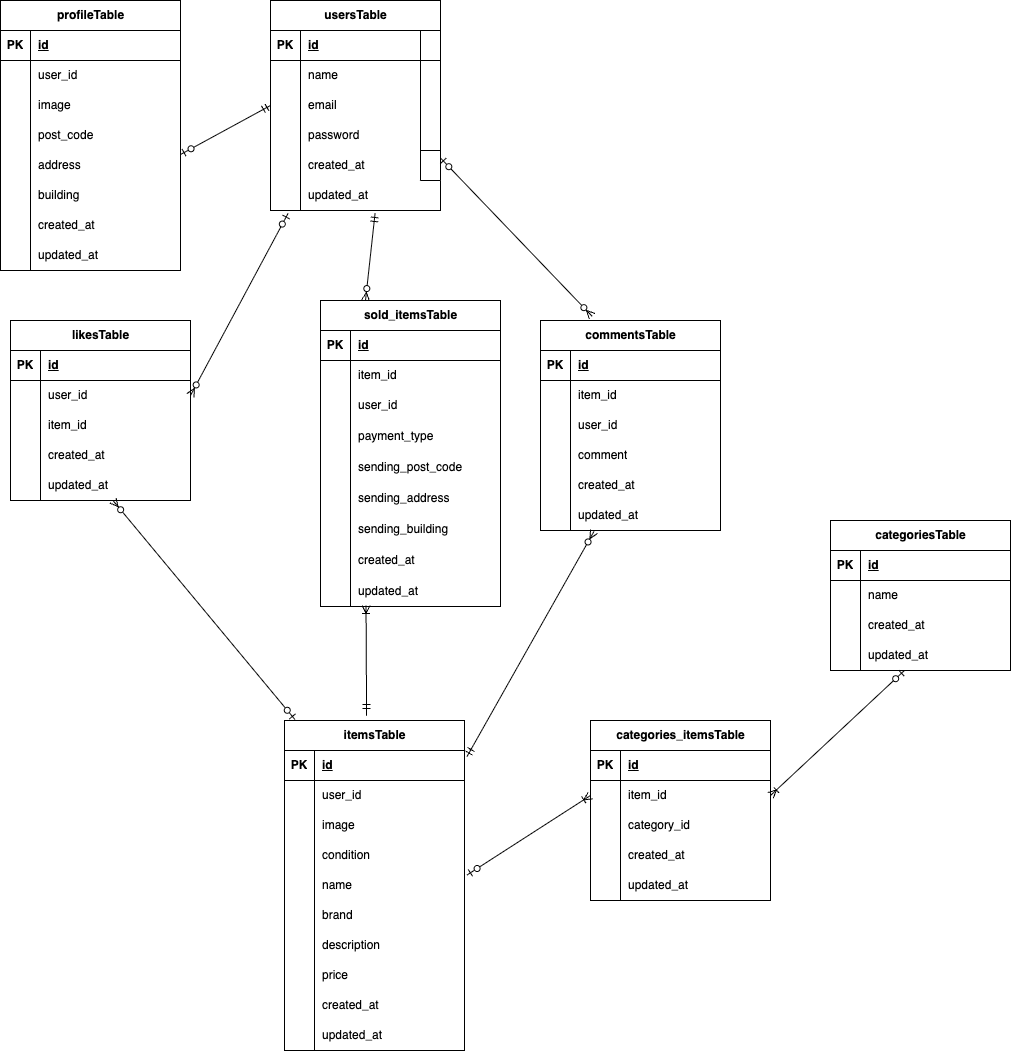 profileTable
PK id
user_id
image
post_code
address
building
created_at
updated_at
usersTable
PK id
name
email
password
created_at
updated_at
likesTable
PK id
user_id
item_id
created_at
updated_at
sold_itemsTable
PK id
item_id
user_id
payment_type
sending_post_code
sending_address
sending_building
created_at
updated_at
commentsTable
PK id
item_id
user_id
comment
created_at
updated_at
categoriesTable
PK id
name
created_at
updated_at
itemsTable
PK id
user_id
image
condition
name
brand
description
price
created_at
updated_at
categories_itemsTable
PK id
item_id
category_id
created_at
updated_at